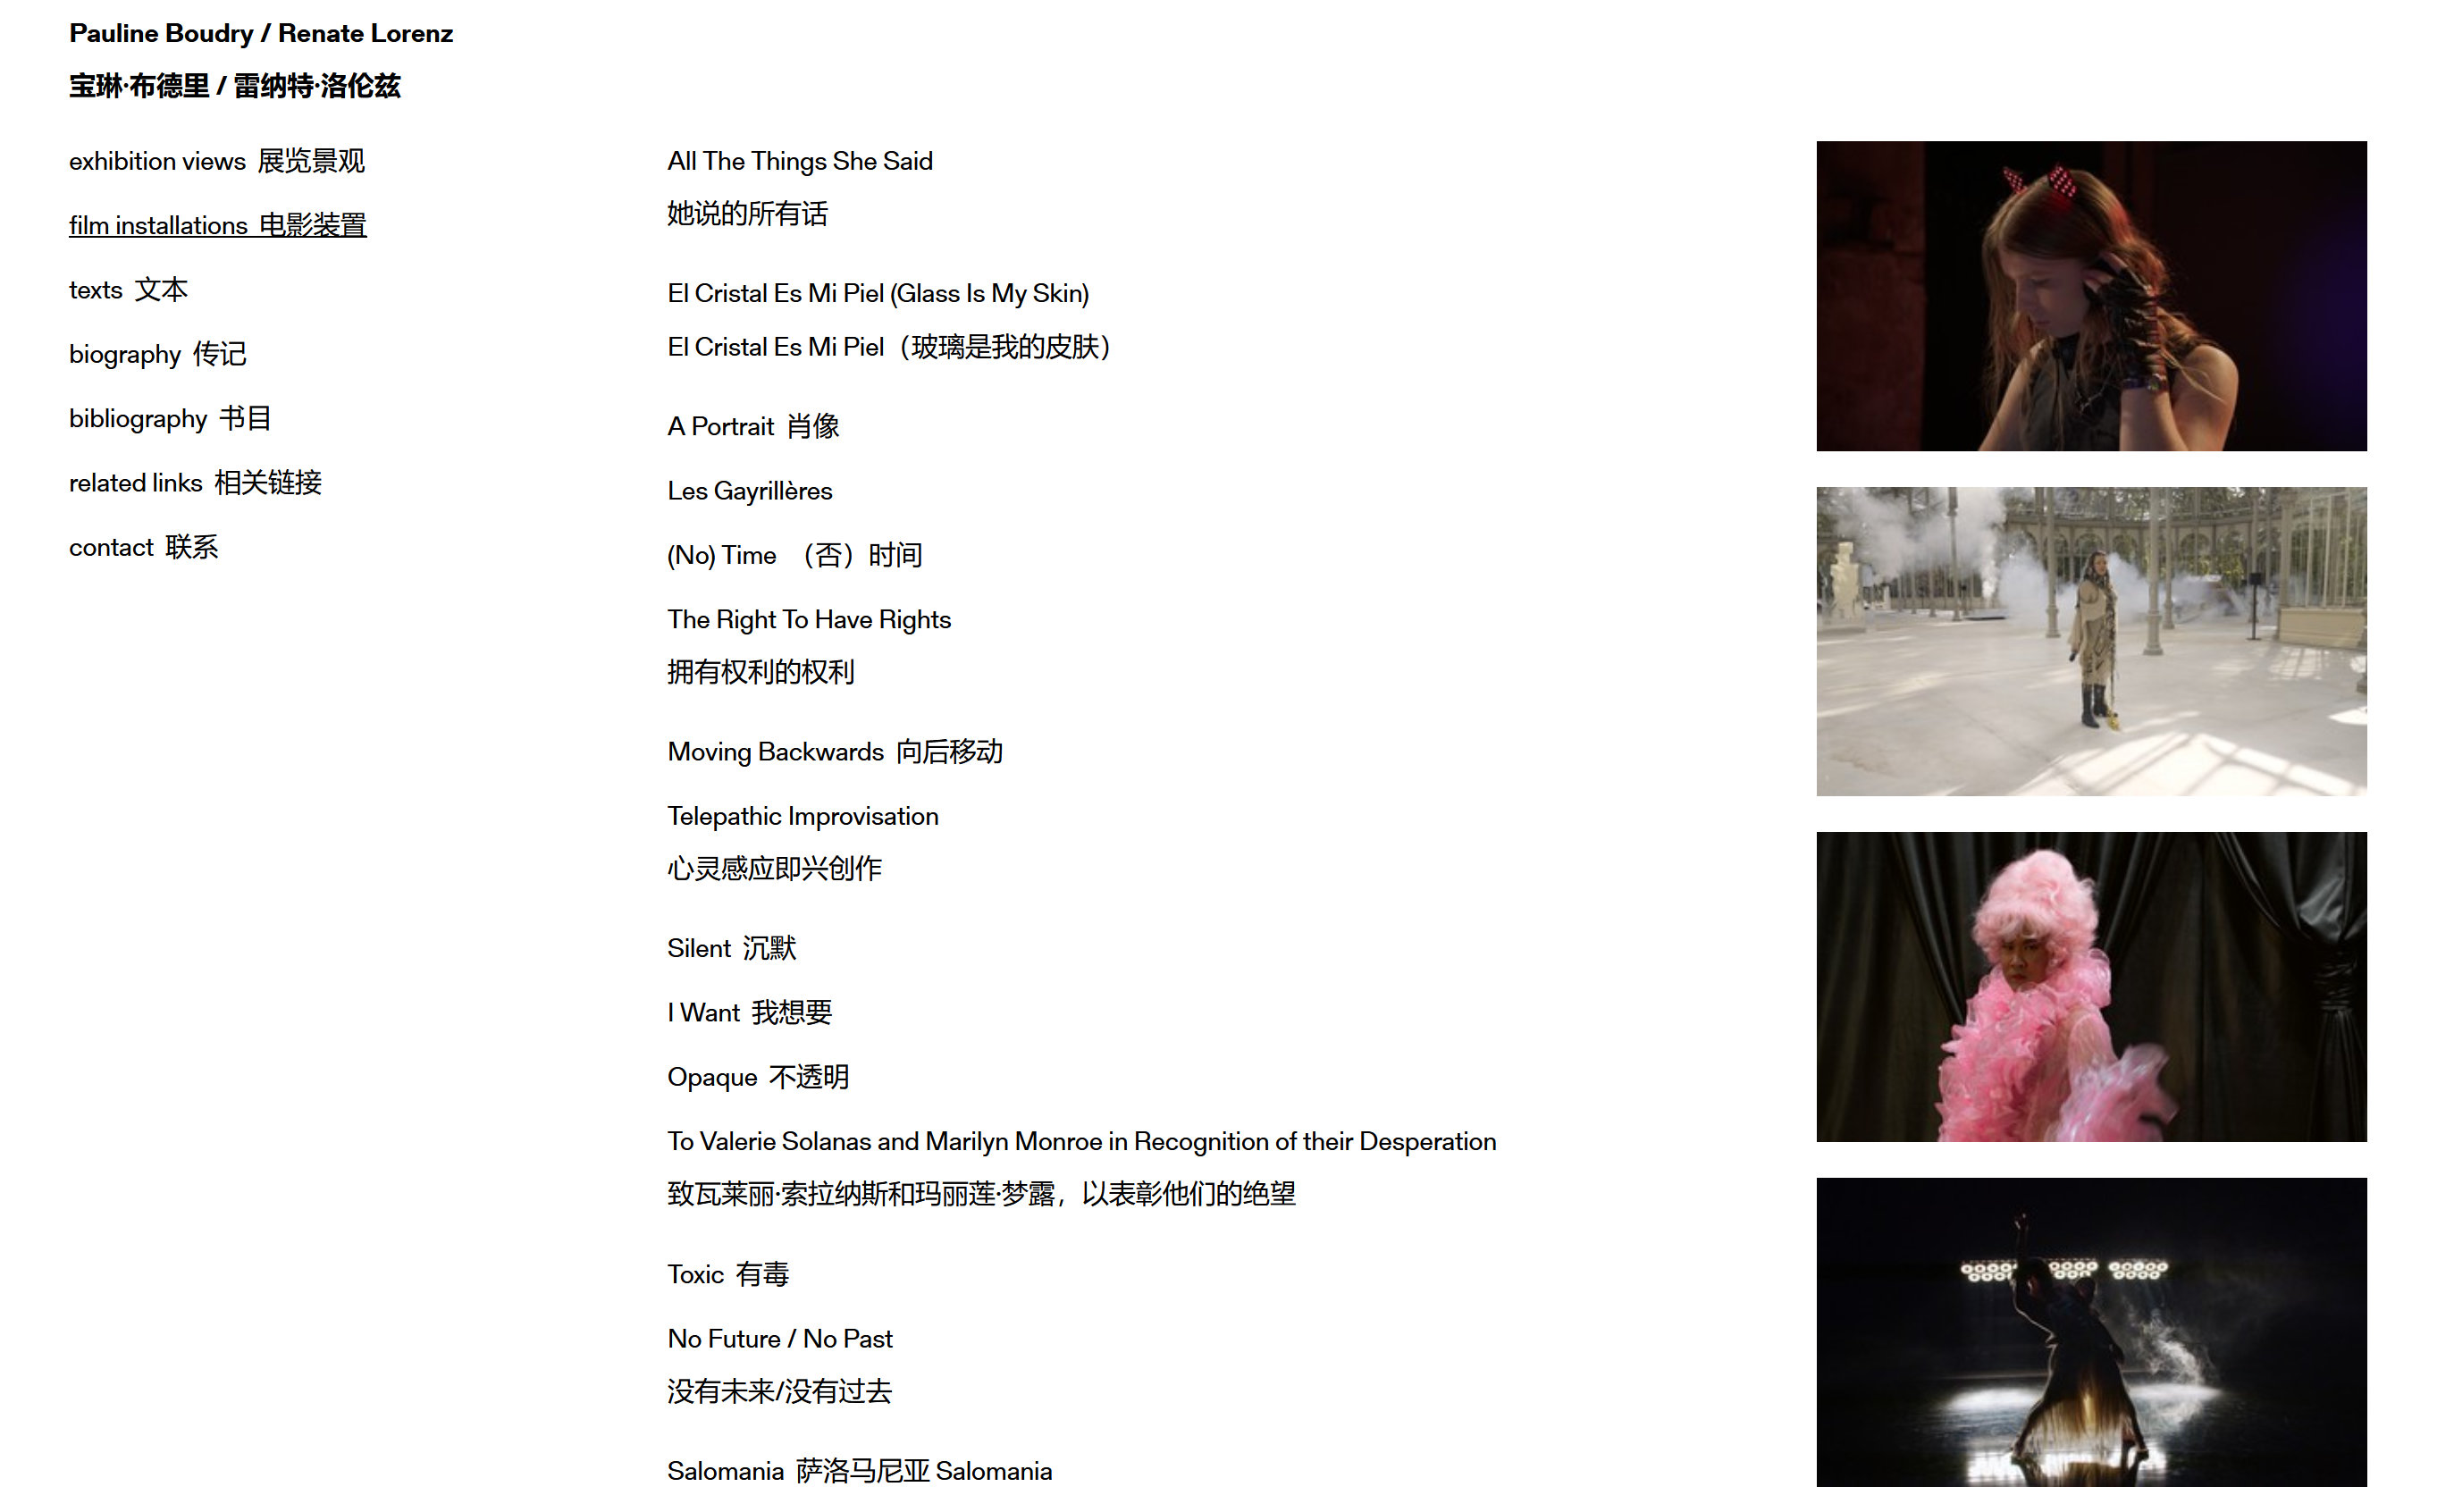 Pauline Boudry / Renate Lorenz
宝琳·布德里 / 雷纳特·洛伦兹
exhibition views 展览景观
film installations 电影装置
texts 文本
biography 传记
bibliography 书目
related links 相关链接
contact 联系
All The Things She Said
她说的所有话
El Cristal Es Mi Piel (Glass Is My Skin)
El Cristal Es Mi Piel（玻璃是我的皮肤）
A Portrait 肖像
Les Gayrillères
(No) Time （否）时间
The Right To Have Rights
拥有权利的权利
Moving Backwards 向后移动
Telepathic Improvisation
心灵感应即兴创作
Silent 沉默
I Want 我想要
Opaque 不透明
To Valerie Solanas and Marilyn Monroe in Recognition of their Desperation
致瓦莱丽·索拉纳斯和玛丽莲·梦露，以表彰他们的绝望
Toxic 有毒
No Future / No Past
没有未来/没有过去
Salomania 萨洛马尼亚 Salomania